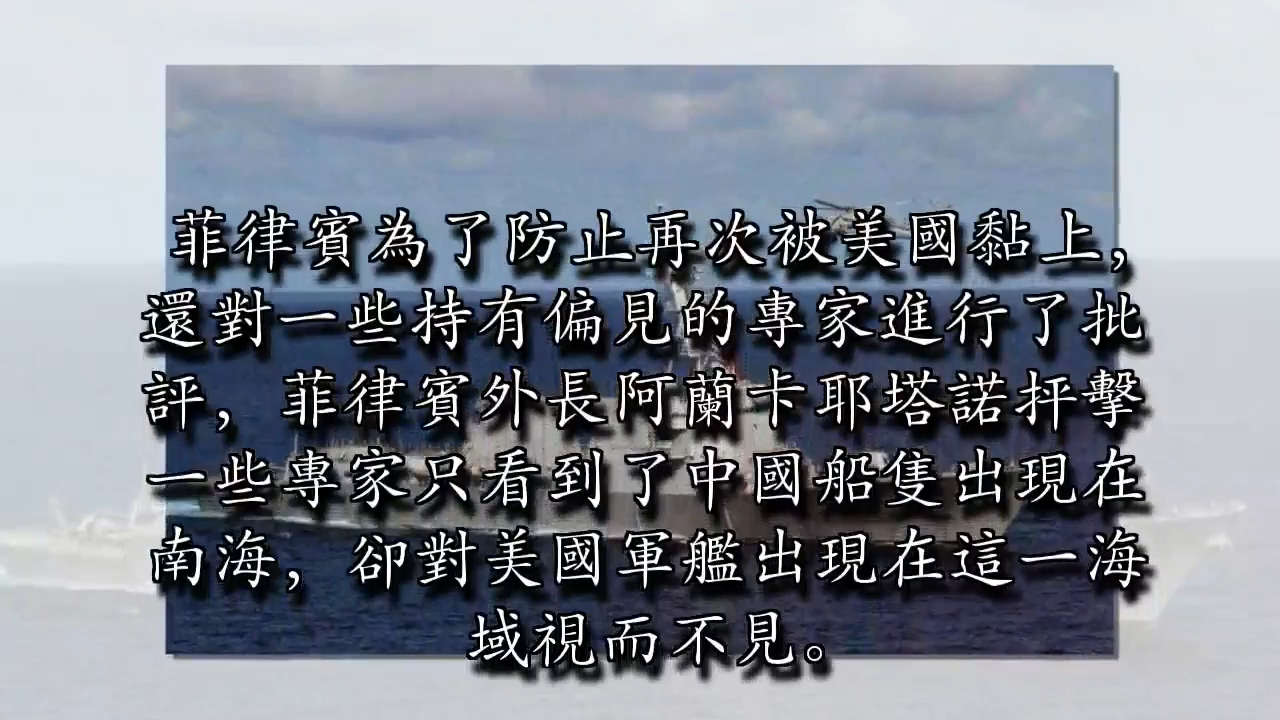 菲律賓為了防止再次被美國黏上，
還對一些持有偏見的專家進行了批
評，菲律賓外長阿蘭卡耶塔諾抨擊
一些專家只看到了中國船隻出現在
南海，卻對美國軍艦出現在這一海
域視而不見。